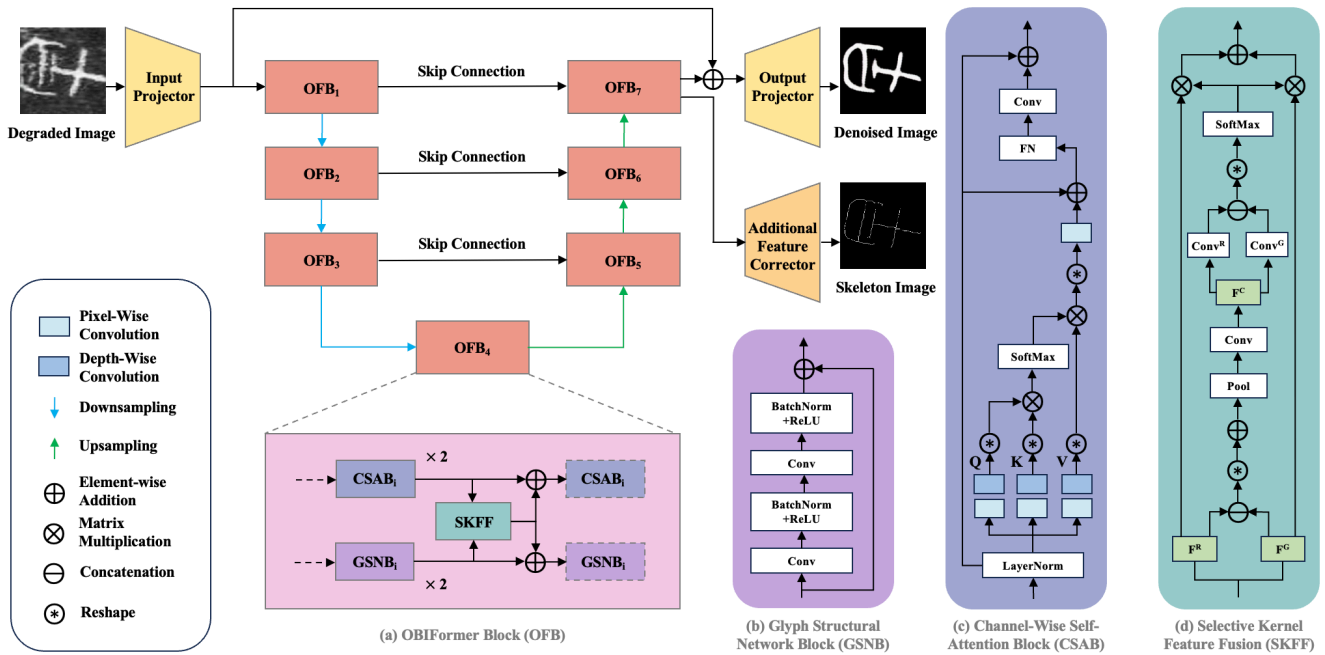 Degraded Image
Input
Projector
OFB1
Skip Connection
OFB7
Output
Projector
Denoised Image
OFB2
Skip Connection
OFB6
OFB3
Skip Connection
OFB5
Additional
Feature
Corrector
Skeleton Image
OFB4
Pixel-Wise
Convolution
Depth-Wise
Convolution
Downsampling
Upsampling
Element-wise
Addition
Matrix
Multiplication
Concatenation
Reshape
× 2
CSABi
CSABi
SKFF
GSNBi
GSNBi
× 2
(a) OBIFormer Block (OFB)
BatchNorm
+ReLU
Conv
BatchNorm
+ReLU
Conv
(b) Glyph Structural
Network Block (GSNB)
Conv
FN
SoftMax
Q
K
V
LayerNorm
(c) Channel-Wise Self-
Attention Block (CSAB)
SoftMax
ConvR
ConvG
FC
Conv
Pool
FR
FG
(d) Selective Kernel
Feature Fusion (SKFF)